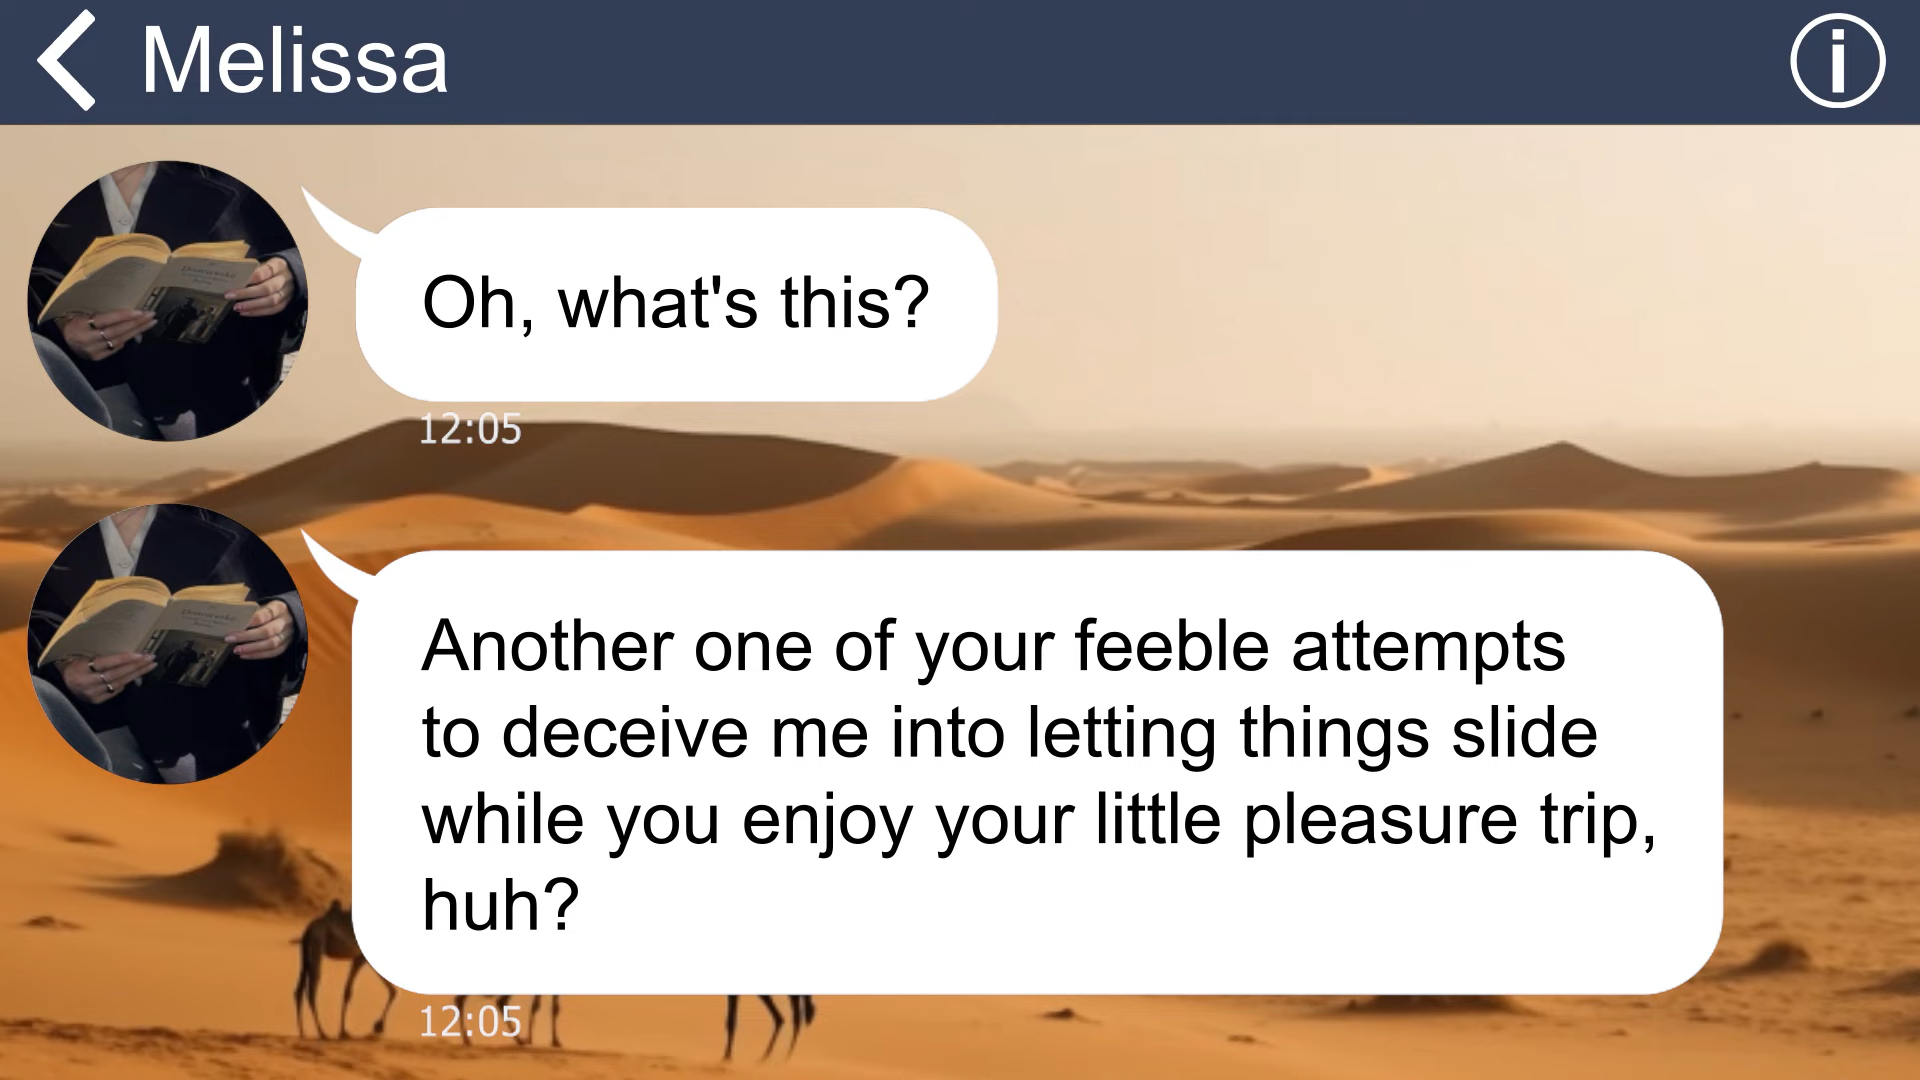 Melissa
Oh, what's this?
12:05
Another one of your feeble attempts
to deceive me into letting things slide
while you enjoy your little pleasure trip,
huh?
12:05